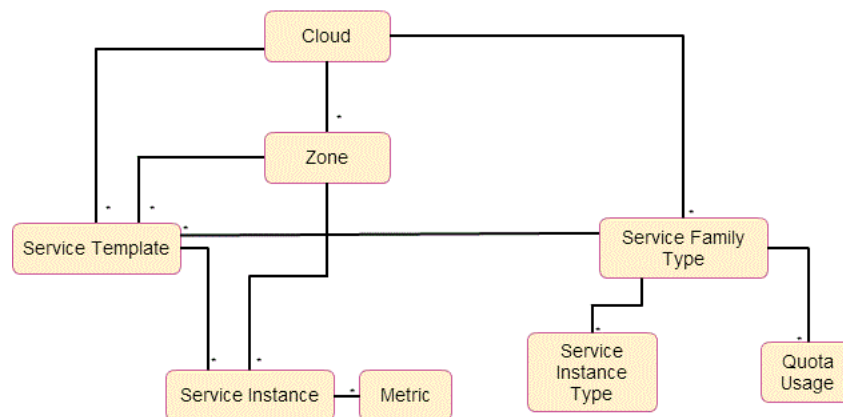 Cloud
*
Zone
*
*
*
*
Service Template
Service Family
Type
*
*
*
*
Service Instance
*
Metric
Service
Instance
Type
Quota
Usage